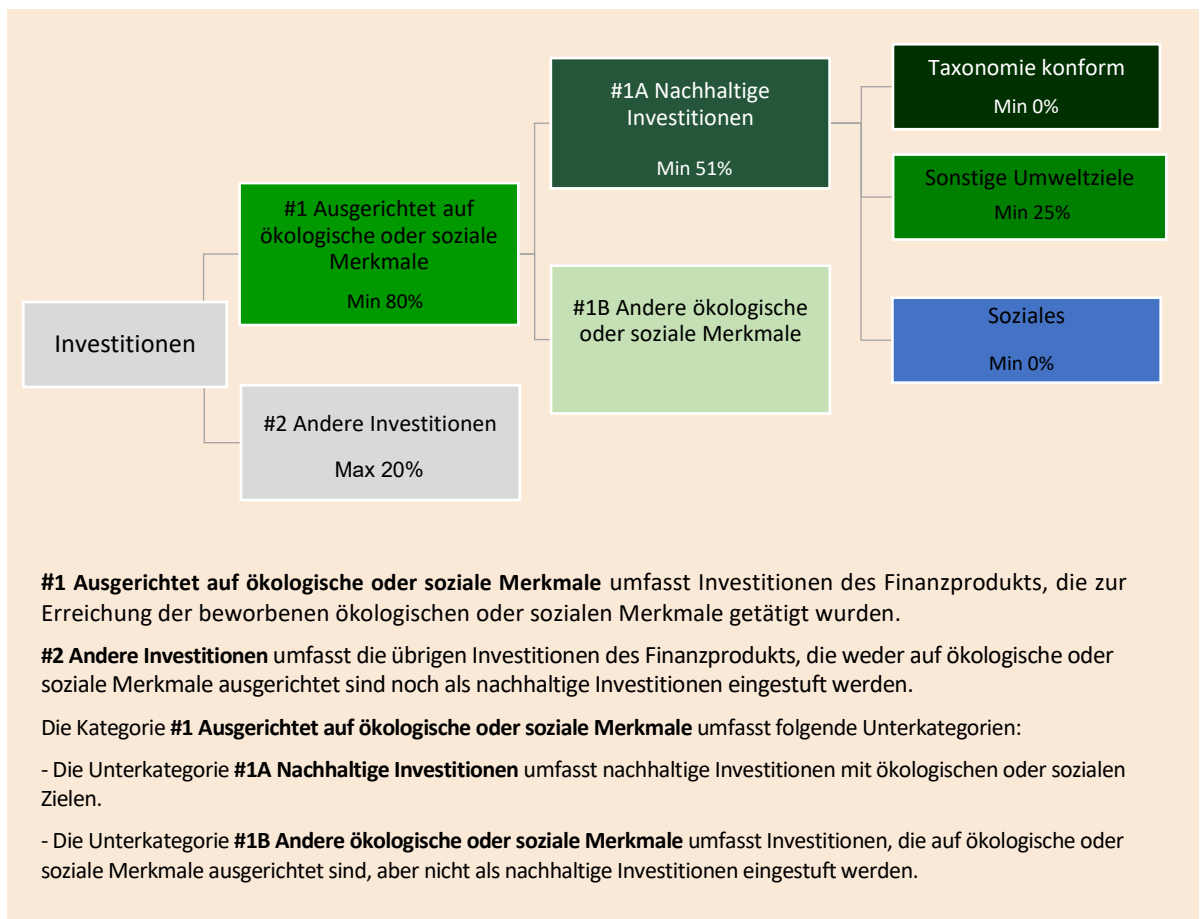 Investitionen
#1 Ausgerichtet auf
ökologische oder soziale
Merkmale
Min 80%
#2 Andere Investitionen
Max 20%
#1A Nachhaltige
Investitionen
Min 51%
#1B Andere ökologische
oder soziale Merkmale
Taxonomie konform
Min 0%
Sonstige Umweltziele
Min 25%
Soziales
Min 0%
#1 Ausgerichtet auf ökologische oder soziale Merkmale umfasst Investitionen des Finanzprodukts, die zur
Erreichung der beworbenen ökologischen oder sozialen Merkmale getätigt wurden.
#2 Andere Investitionen umfasst die übrigen Investitionen des Finanzprodukts, die weder auf ökologische oder
soziale Merkmale ausgerichtet sind noch als nachhaltige Investitionen eingestuft werden.
Die Kategorie #1 Ausgerichtet auf ökologische oder soziale Merkmale umfasst folgende Unterkategorien:
- Die Unterkategorie #1A Nachhaltige Investitionen umfasst nachhaltige Investitionen mit ökologischen oder sozialen
Zielen.
- Die Unterkategorie #1B Andere ökologische oder soziale Merkmale umfasst Investitionen, die auf ökologische oder
soziale Merkmale ausgerichtet sind, aber nicht als nachhaltige Investitionen eingestuft werden.